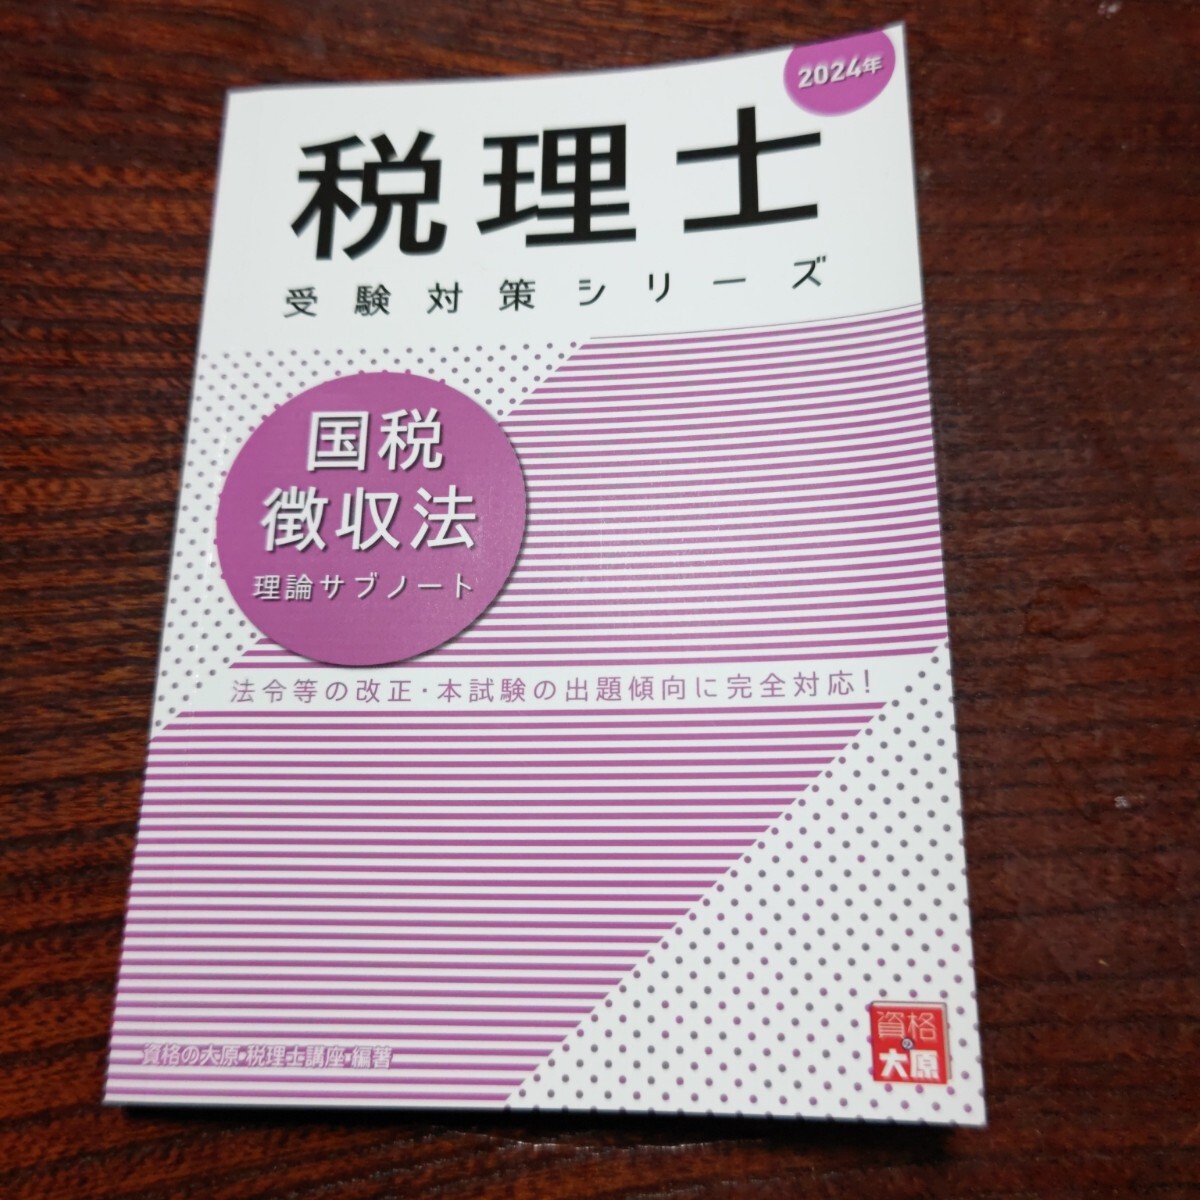 2024年
税理士
受験対策シリーズ
国税
徴収法
理論サブノート
法令等の改正・本試験の出題傾向に完全対応!
資格の大原・税理士講座・編著
資格
の
大原